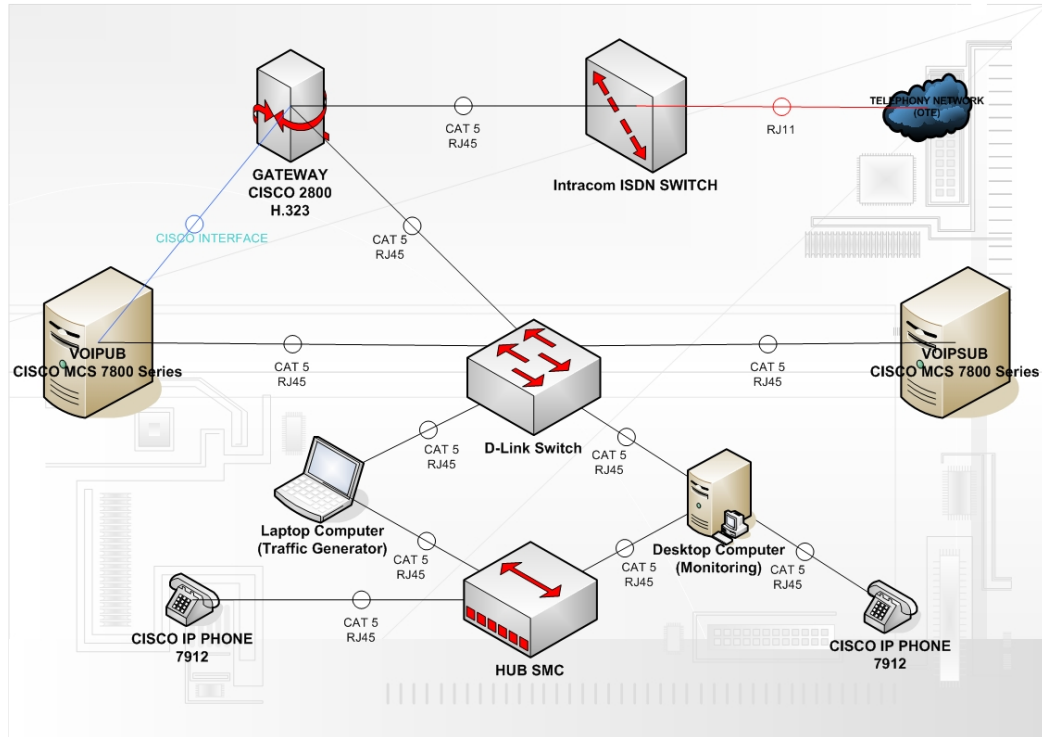 TELEPHONY NETWORK
(OTE)
CAT 5
RJ45
RJ11
GATEWAY
CISCO 2800
H.323
Intracom ISDN SWITCH
CISCO INTERFACE
CAT 5
RJ45
VOIPUB
CISCO MCS 7800 Series
CAT 5
RJ45
CAT 5
RJ45
VOIPSUB
CISCO MCS 7800 Series
D-Link Switch
CAT 5
RJ45
CAT 5
RJ45
Laptop Computer
(Traffic Generator)
Desktop Computer
(Monitoring)
CAT 5
RJ45
CAT 5
RJ45
CAT 5
RJ45
CISCO IP PHONE
7912
CAT 5
RJ45
HUB SMC
CISCO IP PHONE
7912